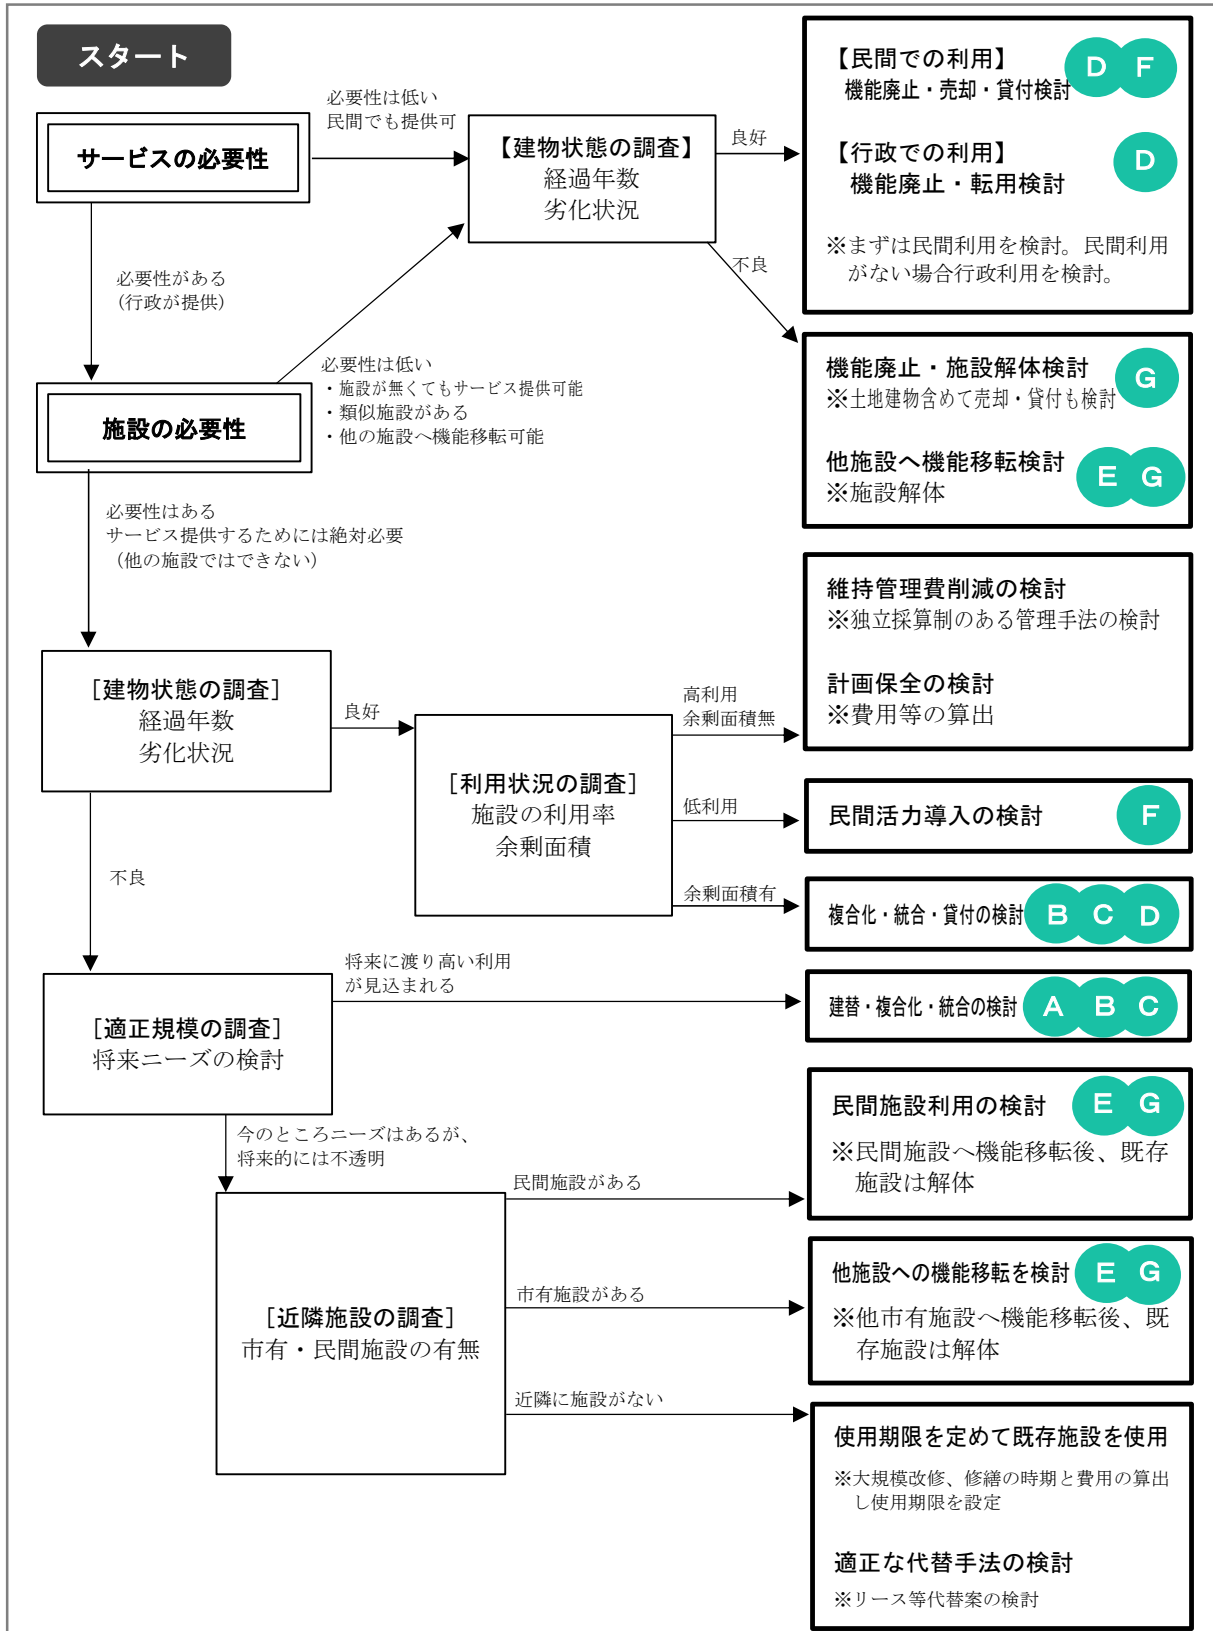 スタート
サービスの必要性
必要性は低い
民間でも提供可
【建物状態の調査】
経過年数
劣化状況
良好
【民間での利用】
機能廃止・売却・貸付検討
D F
【行政での利用】
機能廃止・転用検討
D
※まずは民間利用を検討。民間利用
がない場合行政利用を検討。
不良
必要性がある
(行政が提供)
施設の必要性
必要性は低い
・施設が無くてもサービス提供可能
・類似施設がある
・他の施設へ機能移転可能
機能廃止・施設解体検討
※土地建物含めて売却・貸付も検討
G
他施設へ機能移転検討
※施設解体
E G
必要性はある
サービス提供するためには絶対必要
（他の施設ではできない）
[建物状態の調査]
経過年数
劣化状況
良好
[利用状況の調査]
施設の利用率
余剰面積
高利用
余剰面積無
維持管理費削減の検討
※独立採算制のある管理手法の検討
計画保全の検討
※費用等の算出
低利用
民間活力導入の検討
F
余剰面積有
複合化・統合・貸付の検討
B C D
不良
[適正規模の調査]
将来ニーズの検討
将来に渡り高い利用
が見込まれる
建替・複合化・統合の検討
A B C
今のところニーズはあるが、
将来的には不透明
[近隣施設の調査]
市有・民間施設の有無
民間施設がある
民間施設利用の検討
E G
※民間施設へ機能移転後、既存
施設は解体
市有施設がある
他施設への機能移転を検討
E G
※他市有施設へ機能移転後、既
存施設は解体
近隣に施設がない
使用期限を定めて既存施設を使用
※大規模改修、修繕の時期と費用の算出
し使用期限を設定
適正な代替手法の検討
※リース等代替案の検討